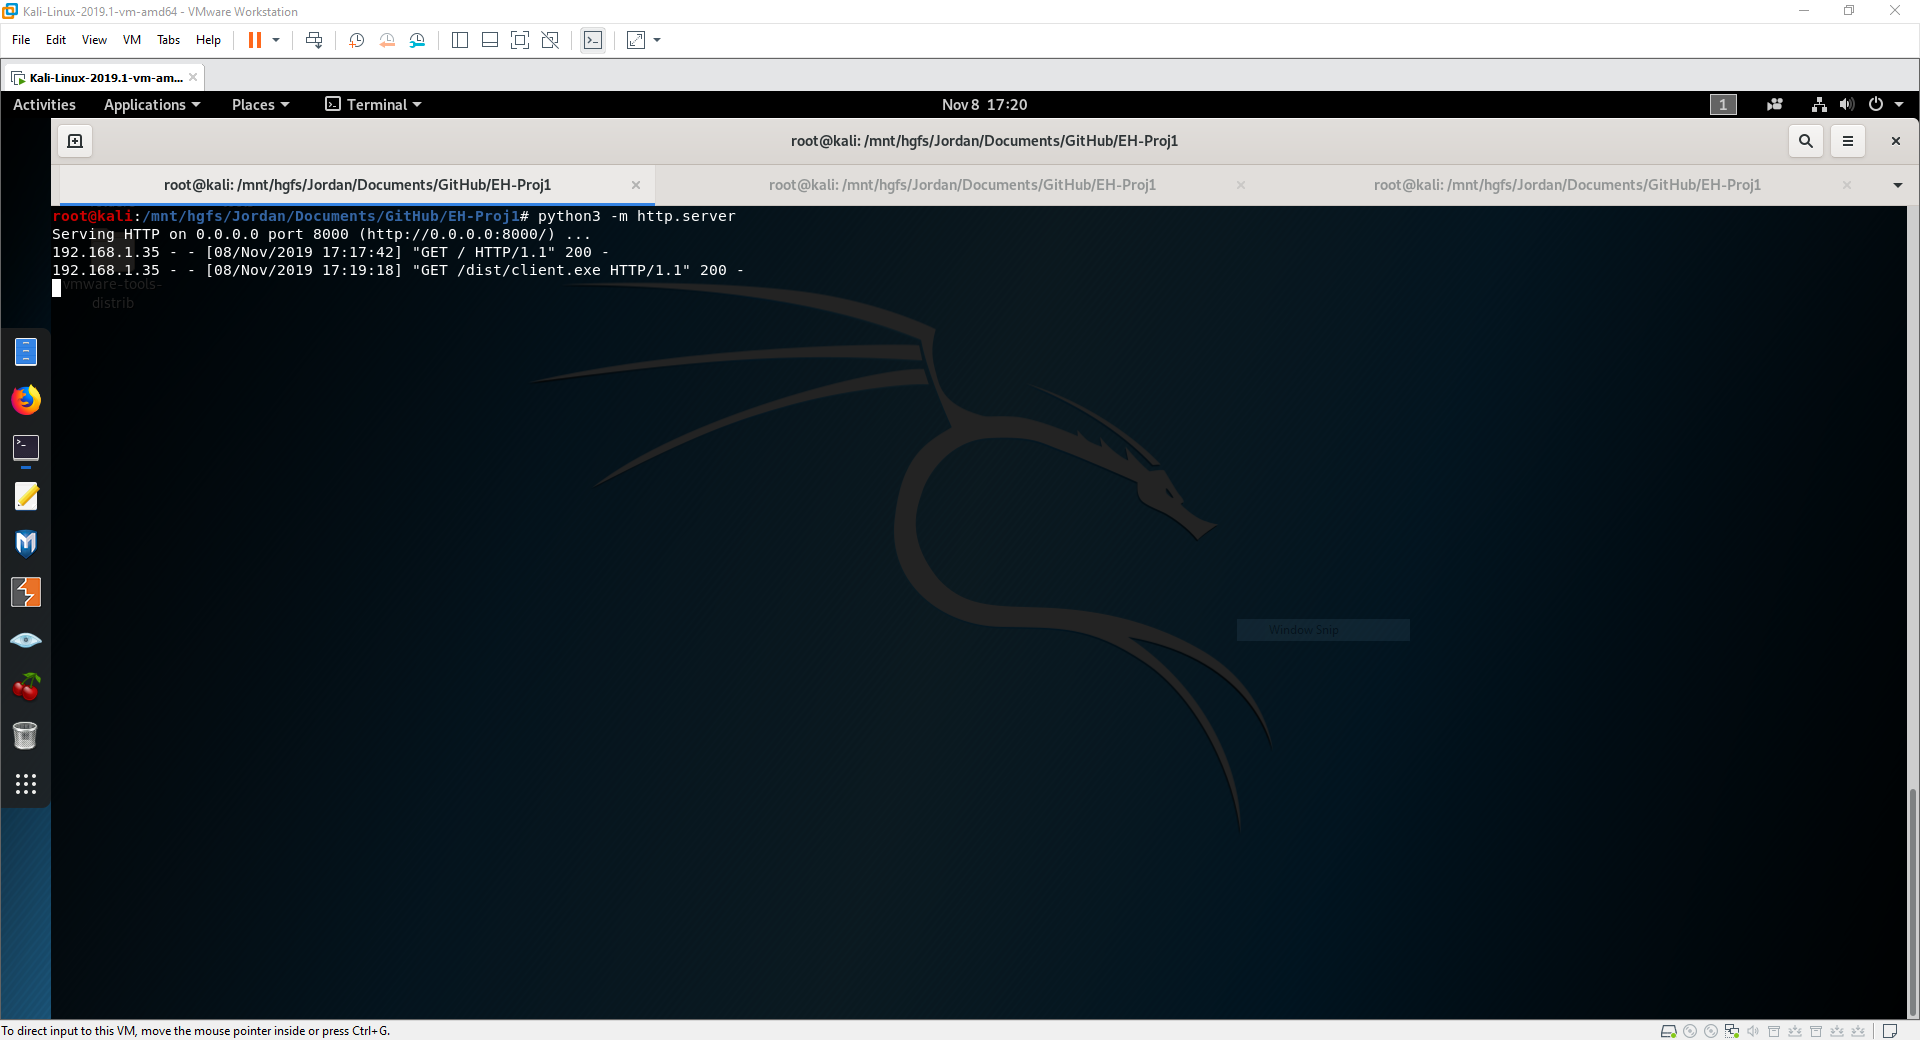 Kali-Linux-2019.1-vm-amd64 - VMware Workstation
File Edit View VM Tabs Help
Kali-Linux-2019.1-vm-am...
Activities Applications Places Terminal Nov 8 17:20 1
root@kali: /mnt/hgfs/Jordan/Documents/GitHub/EH-Proj1
root@kali: /mnt/hgfs/Jordan/Documents/GitHub/EH-Proj1 root@kali: /mnt/hgfs/Jordan/Documents/GitHub/EH-Proj1 root@kali: /mnt/hgfs/Jordan/Documents/GitHub/EH-Proj1
root@kali:/mnt/hgfs/Jordan/Documents/GitHub/EH-Proj1# python3 -m http.server
Serving HTTP on 0.0.0.0 port 8000 (http://0.0.0.0:8000/) ...
192.168.1.35 - - [08/Nov/2019 17:17:42] "GET / HTTP/1.1" 200 -
192.168.1.35 - - [08/Nov/2019 17:19:18] "GET /dist/client.exe HTTP/1.1" 200 -
vmware-tools-
distrib
Window Snip
To direct input to this VM, move the mouse pointer inside or press Ctrl+G.